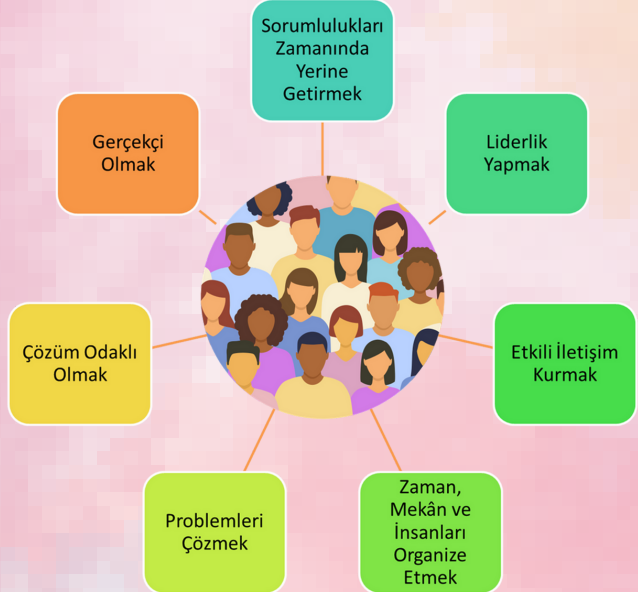 Sorumlulukları
Zamanında
Yerine
Getirmek
Liderlik
Yapmak
Etkili İletişim
Kurmak
Zaman,
Mekân ve
İnsanları
Organize
Etmek
Problemleri
Çözmek
Çözüm Odaklı
Olmak
Gerçekçi
Olmak